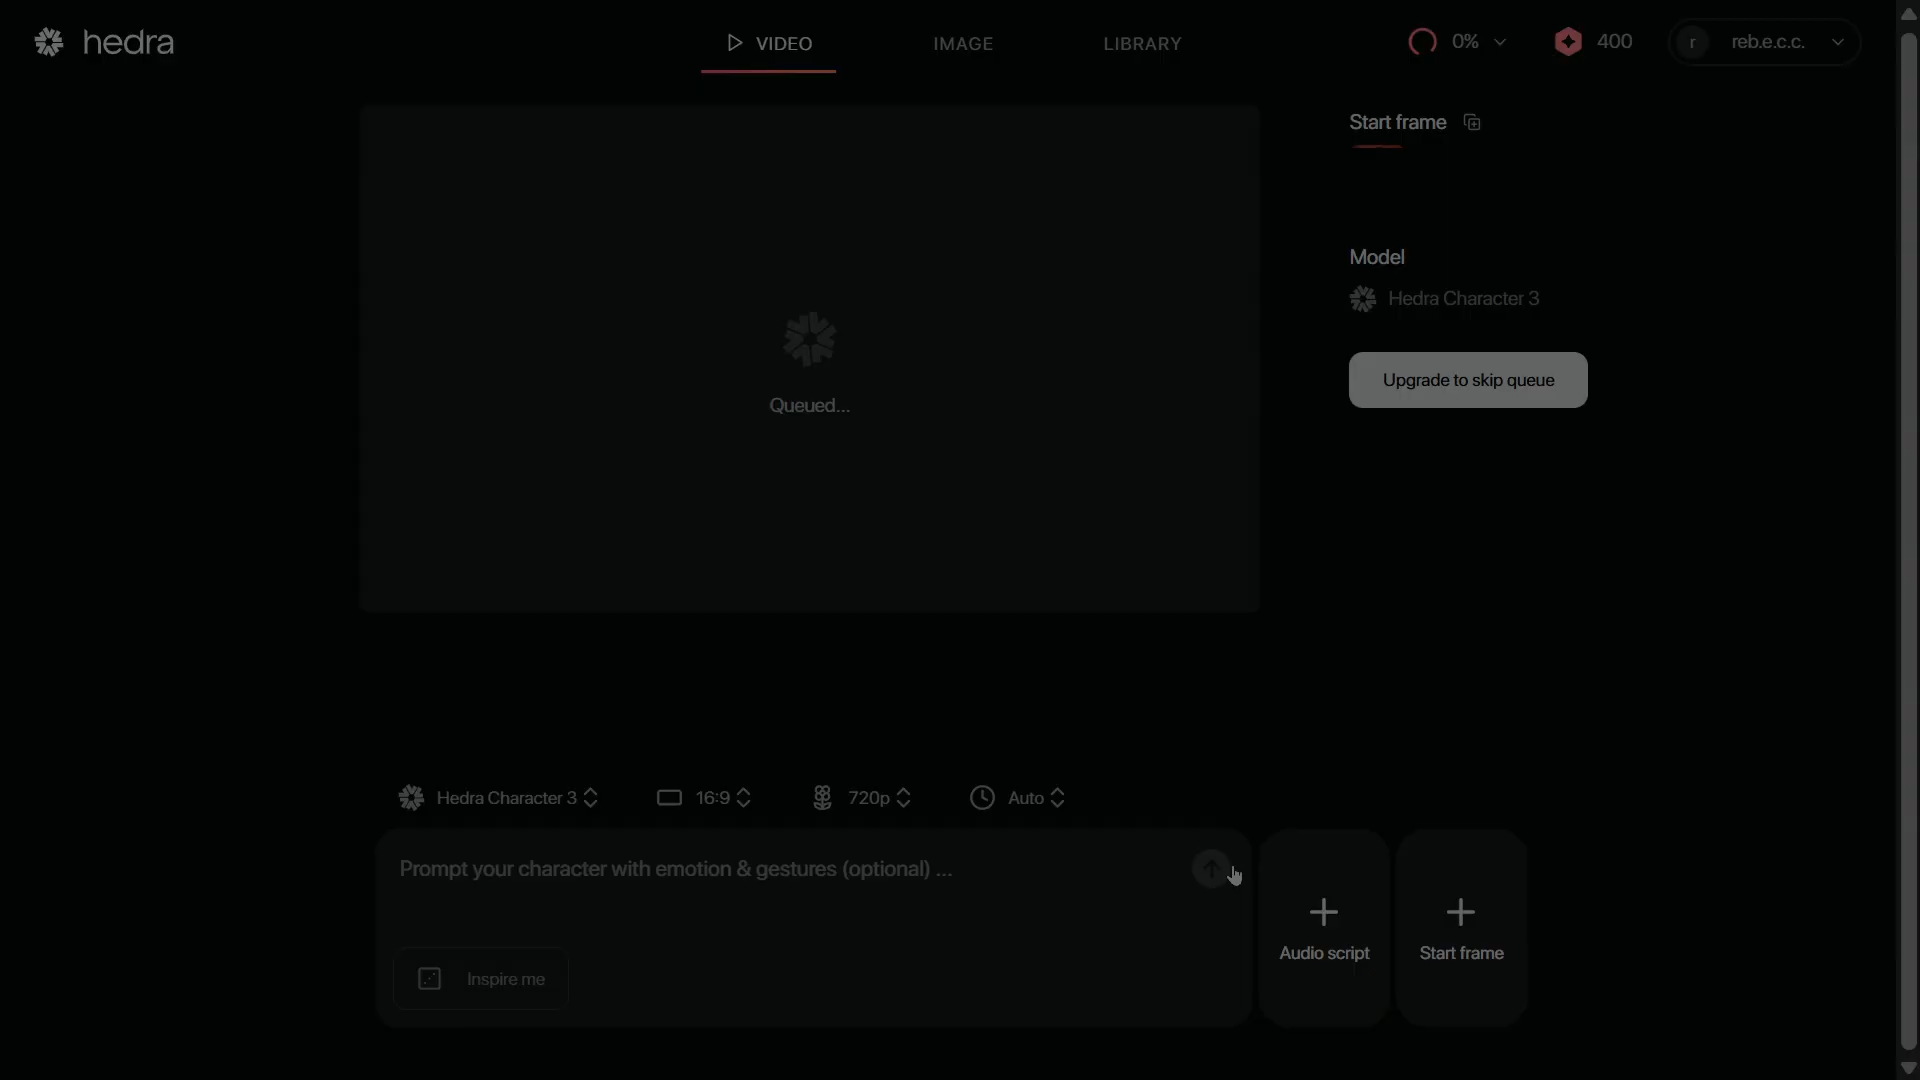 hedra
VIDEO
IMAGE
LIBRARY
0%
400
r
reb.e.c.c.
Start frame
Model
Hedra Character 3
Upgrade to skip queue
Queued...
Hedra Character 3
16:9
720p
Auto
Prompt your character with emotion & gestures (optional) ...
Inspire me
Audio script
Start frame